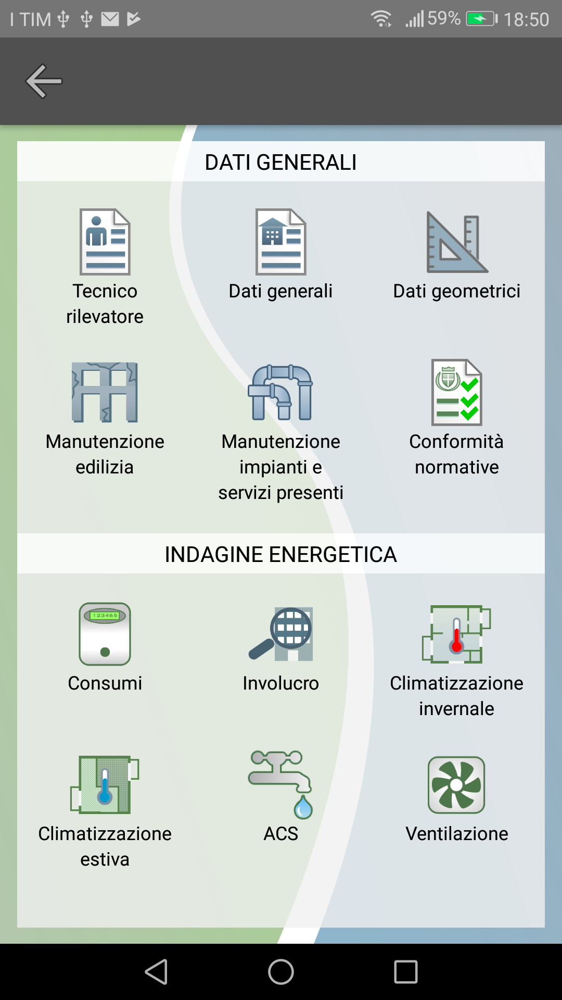 I TIM 59% 18:50
DATI GENERALI
Tecnico
rilevatore
Dati generali
Dati geometrici
Manutenzione
edilizia
Manutenzione
impianti e
servizi presenti
Conformità
normative
INDAGINE ENERGETICA
123465
Consumi
Involucro
Climatizzazione
invernale
Climatizzazione
estiva
ACS
Ventilazione